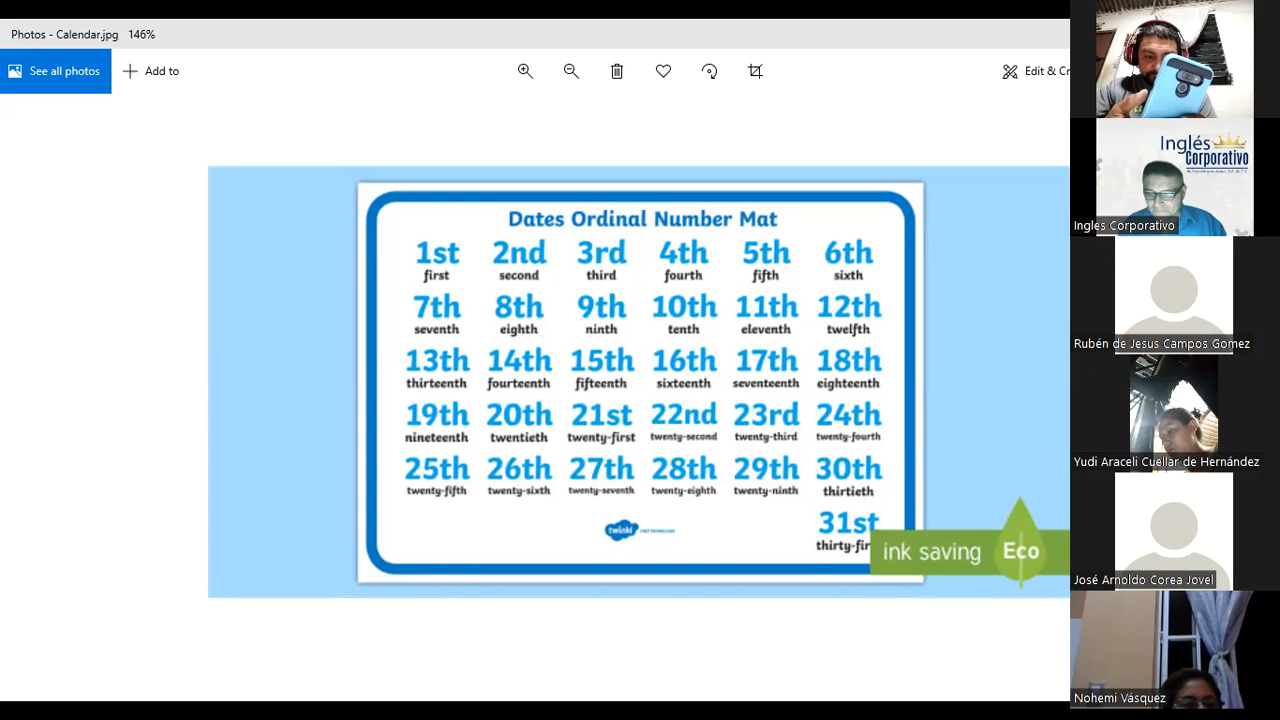 Photos - Calendar.jpg 146%
See all photos
Add to
Edit & Cr
Dates Ordinal Number Mat
1st 2nd 3rd 4th 5th 6th
first second third fourth fifth sixth
7th 8th 9th 10th 11th 12th
seventh eighth ninth tenth eleventh twelfth
13th 14th 15th 16th 17th 18th
thirteenth fourteenth fifteenth sixteenth seventeenth eighteenth
19th 20th 21st 22nd 23rd 24th
nineteenth twentieth twenty-first twenty-second twenty-third twenty-fourth
25th 26th 27th 28th 29th 30th
twenty-fifth twenty-sixth twenty-seventh twenty-eighth twenty-ninth thirtieth
31st
thirty-fir
twinkl
ink saving Eco
Inglés
Corporativo
Ingles Corporativo
Rubén de Jesus Campos Gomez
Yudi Araceli Cuellar de Hernández
José Arnoldo Corea Jovel
Nohemi Vásquez